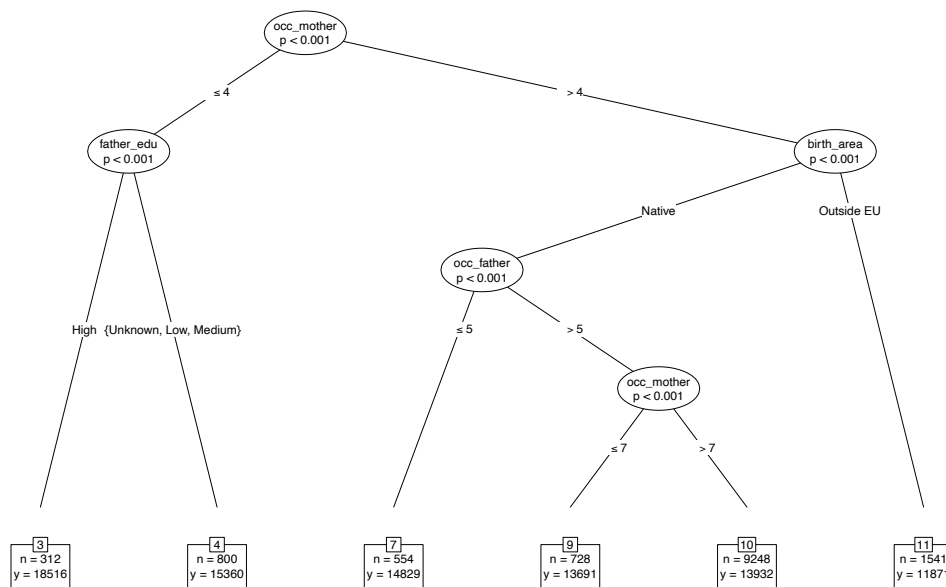 occ_mother
p < 0.001
≤ 4
> 4
father_edu
p < 0.001
birth_area
p < 0.001
Native
Outside EU
occ_father
p < 0.001
High {Unknown, Low, Medium}
≤ 5
> 5
occ_mother
p < 0.001
≤ 7
> 7
3
n = 312
y = 18516
4
n = 800
y = 15360
7
n = 554
y = 14829
9
n = 728
y = 13691
10
n = 9248
y = 13932
11
n = 1541
y = 11871